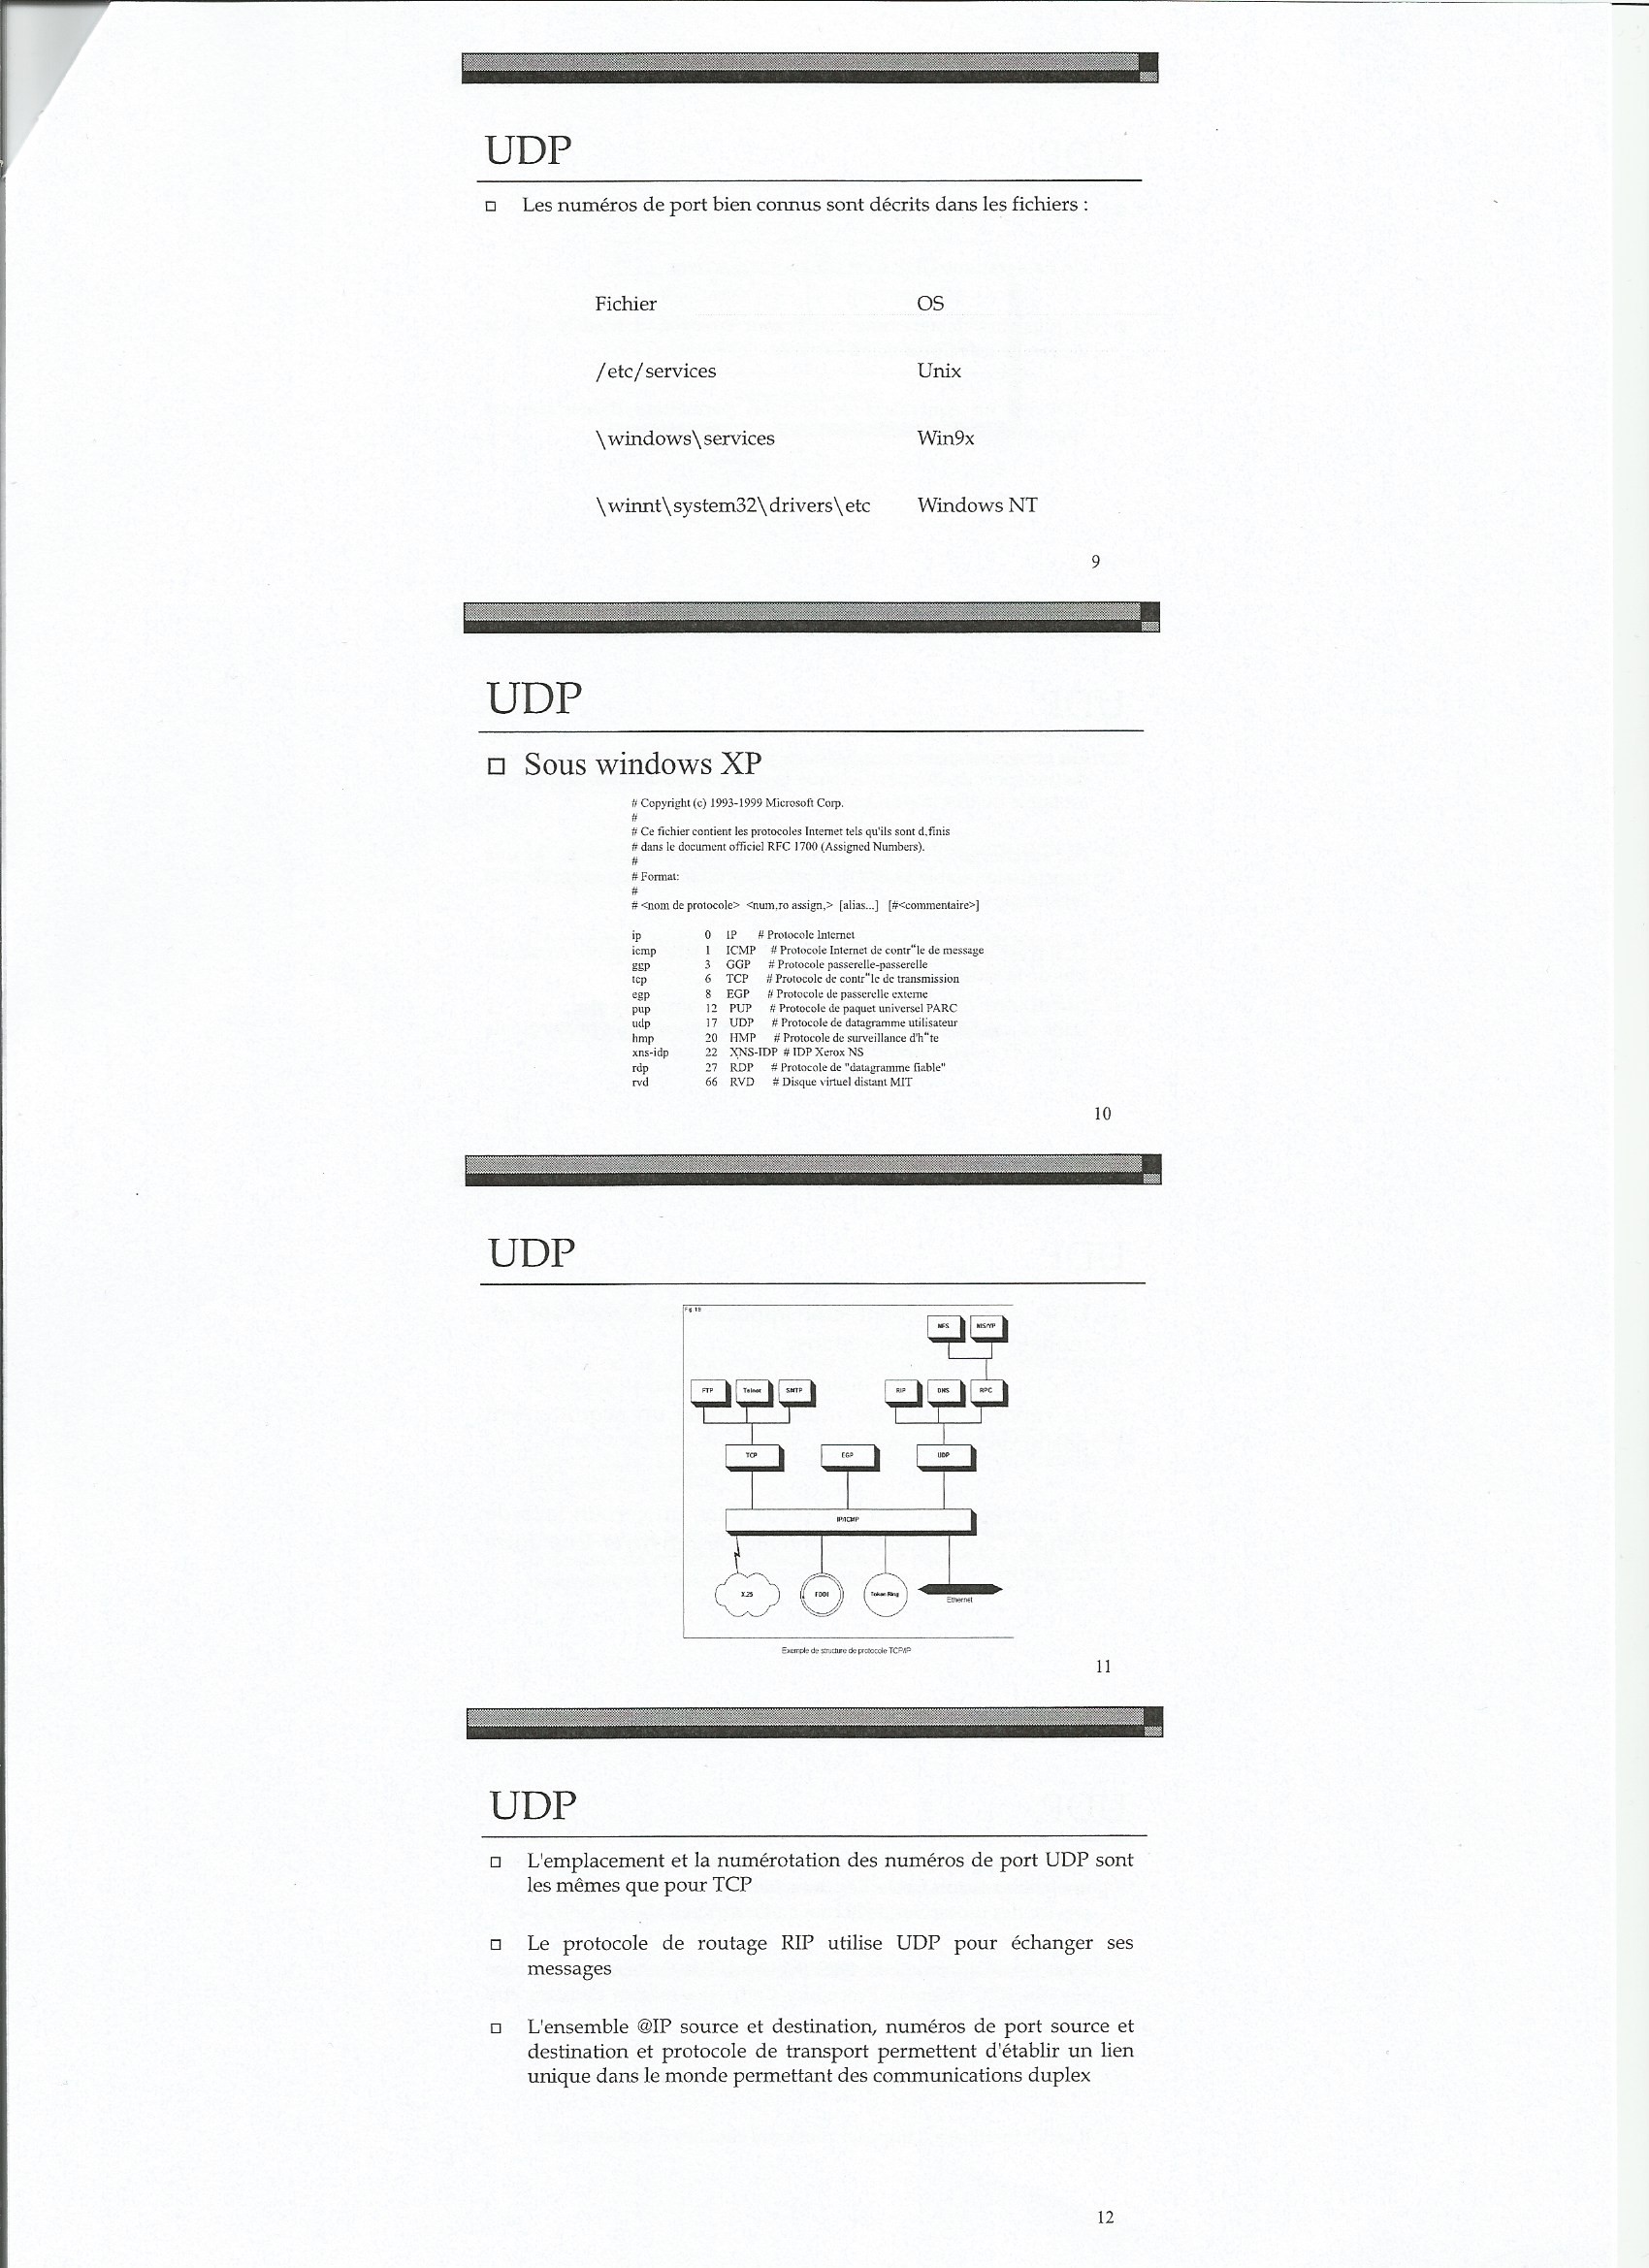 UDP
□ Les numéros de port bien connus sont décrits dans les fichiers :
Fichier OS
/etc/services Unix
\windows\services Win9x
\winnt\system32\drivers\etc Windows NT
9
UDP
□ Sous windows XP
# Copyright (c) 1993-1999 Microsoft Corp.
#
# Ce fichier contient les protocoles Internet tels qu'ils sont d‚finis
# dans le document officiel RFC 1700 (Assigned Numbers).
#
# Format:
#
# <nom de protocole> <num‚ro assign‚> [alias...] [#<commentaire>]
ip 0 IP # Protocole Internet
icmp 1 ICMP # Protocole Internet de contr“le de message
ggp 3 GGP # Protocole passerelle-passerelle
tcp 6 TCP # Protocole de contr“le de transmission
egp 8 EGP # Protocole de passerelle externe
pup 12 PUP # Protocole de paquet universel PARC
udp 17 UDP # Protocole de datagramme utilisateur
hmp 20 HMP # Protocole de surveillance d'h“te
xns-idp 22 XNS-IDP # IDP Xerox NS
rdp 27 RDP # Protocole de "datagramme fiable"
rvd 66 RVD # Disque virtuel distant MIT
10
UDP
NFS NIS/YP
FTP Telnet SMTP RIP DNS RPC
TCP EGP UDP
IP/ICMP
X.25 FDDI Token Ring
Ethernet
Exemple de structure de protocole TCP/IP
11
UDP
□ L'emplacement et la numérotation des numéros de port UDP sont
les mêmes que pour TCP
□ Le protocole de routage RIP utilise UDP pour échanger ses
messages
□ L'ensemble @IP source et destination, numéros de port source et
destination et protocole de transport permettent d'établir un lien
unique dans le monde permettant des communications duplex
12